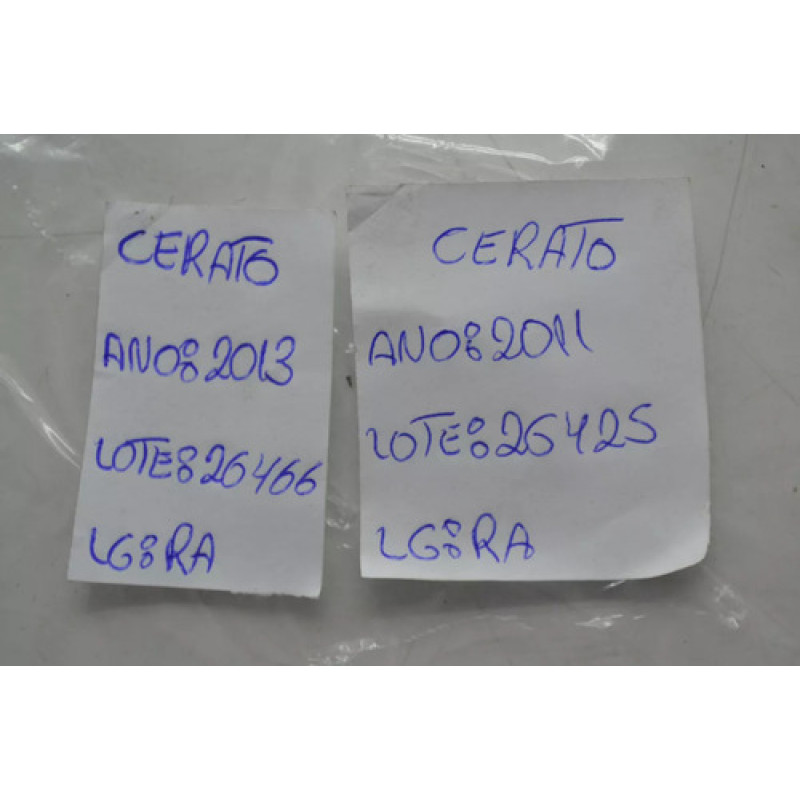 CERATO
ANO: 2013
LOTE: 26466
LG: RA
CERATO
ANO: 2011
LOTE: 26425
LG: RA